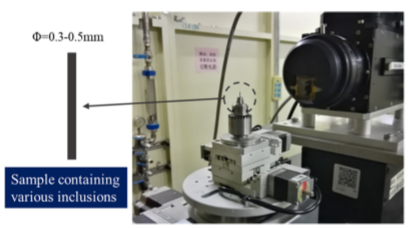 Φ=0.3-0.5mm
Sample containing
various inclusions